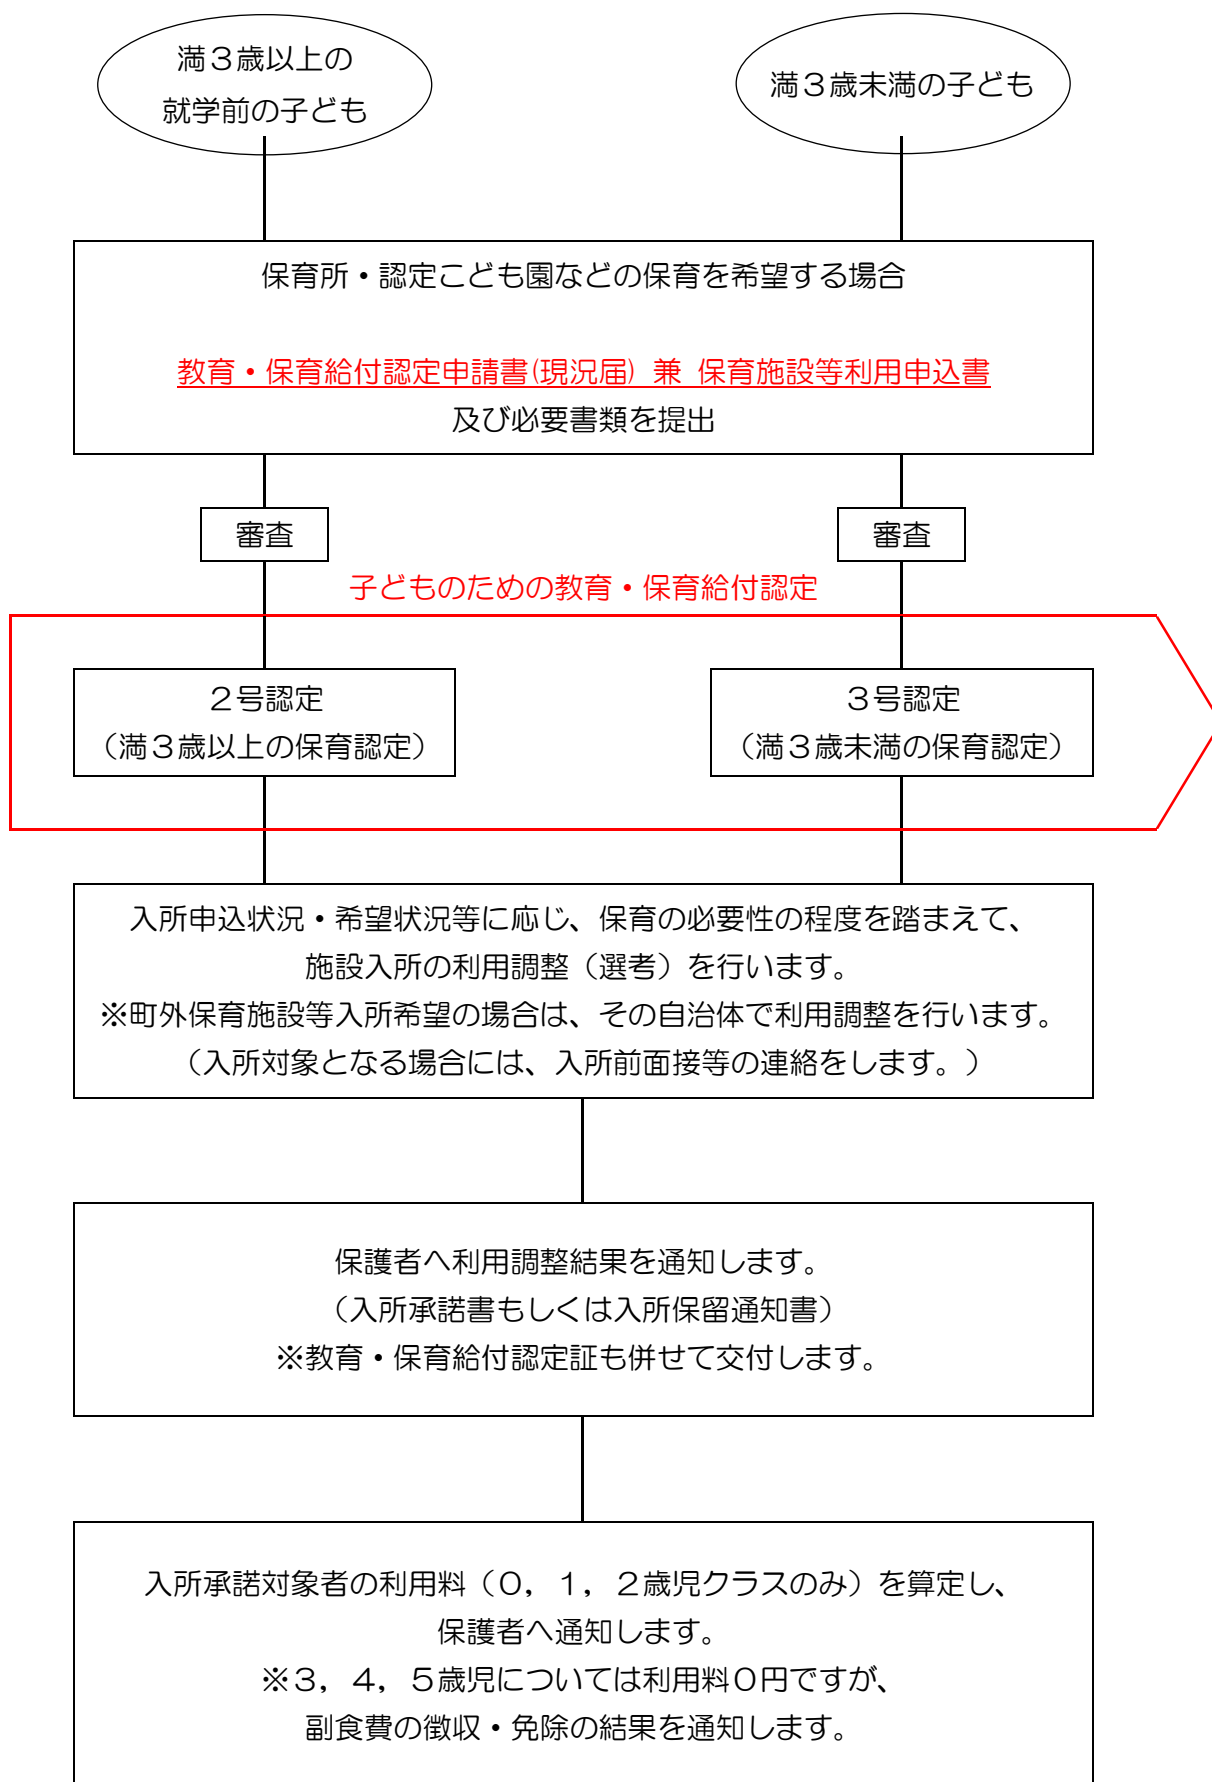 満３歳以上の
就学前の子ども
満３歳未満の子ども
保育所・認定こども園などの保育を希望する場合
教育・保育給付認定申請書(現況届) 兼 保育施設等利用申込書
及び必要書類を提出
審査
審査
子どものための教育・保育給付認定
２号認定
（満３歳以上の保育認定）
３号認定
（満３歳未満の保育認定）
入所申込状況・希望状況等に応じ、保育の必要性の程度を踏まえて、
施設入所の利用調整（選考）を行います。
※町外保育施設等入所希望の場合は、その自治体で利用調整を行います。
（入所対象となる場合には、入所前面接等の連絡をします。）
保護者へ利用調整結果を通知します。
（入所承諾書もしくは入所保留通知書）
※教育・保育給付認定証も併せて交付します。
入所承諾対象者の利用料（０，１，２歳児クラスのみ）を算定し、
保護者へ通知します。
※３，４，５歳児については利用料０円ですが、
副食費の徴収・免除の結果を通知します。